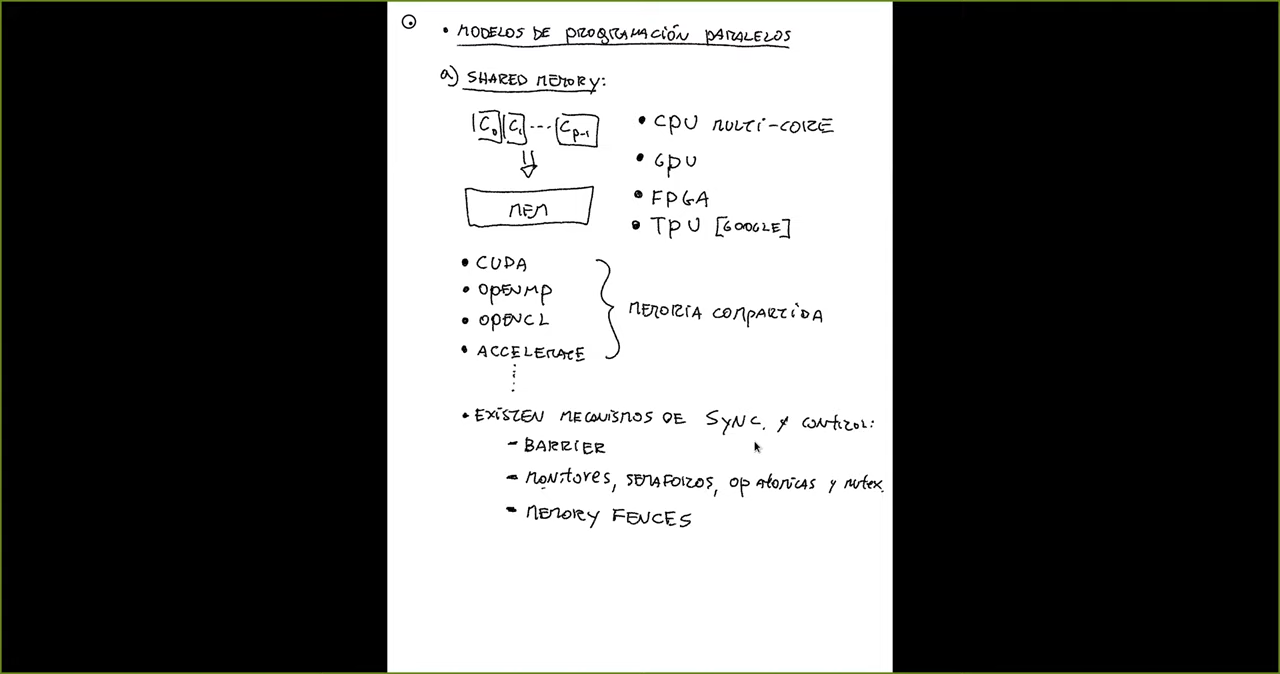 • MODELOS DE PROGRAMACIÓN PARALELOS
a) SHARED MEMORY:
C0 C1 ... Cp-1
MEM
• CPU MULTI-CORE
• GPU
• FPGA
• TPU [GOOGLE]
• CUDA
• OPENMP
• OPENCL
• ACCELERATE
MEMORIA COMPARTIDA
• EXISTEN MECANISMOS DE SYNC. y CONTROL:
- BARRIER
- MONITORES, SEMAFOROS, OP ATOMICAS y MUTEX.
- MEMORY FENCES